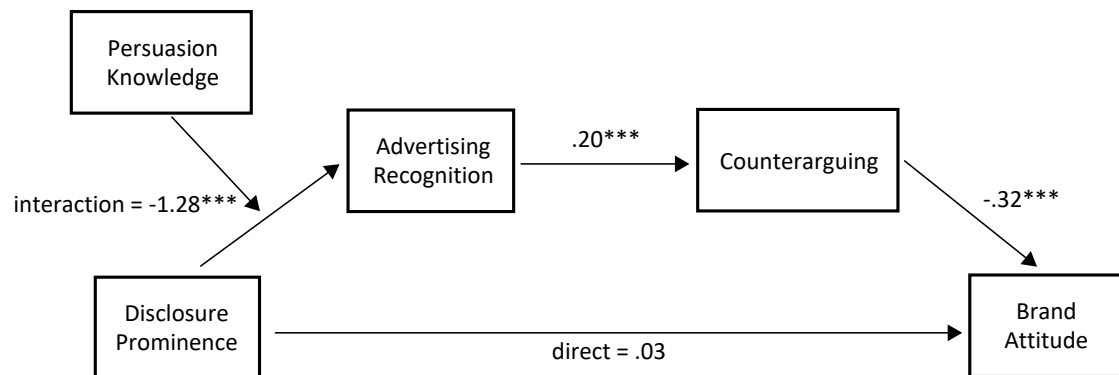 Persuasion
Knowledge
Advertising
Recognition
.20***
Counterarguing
interaction = -1.28***
-.32***
Disclosure
Prominence
direct = .03
Brand
Attitude